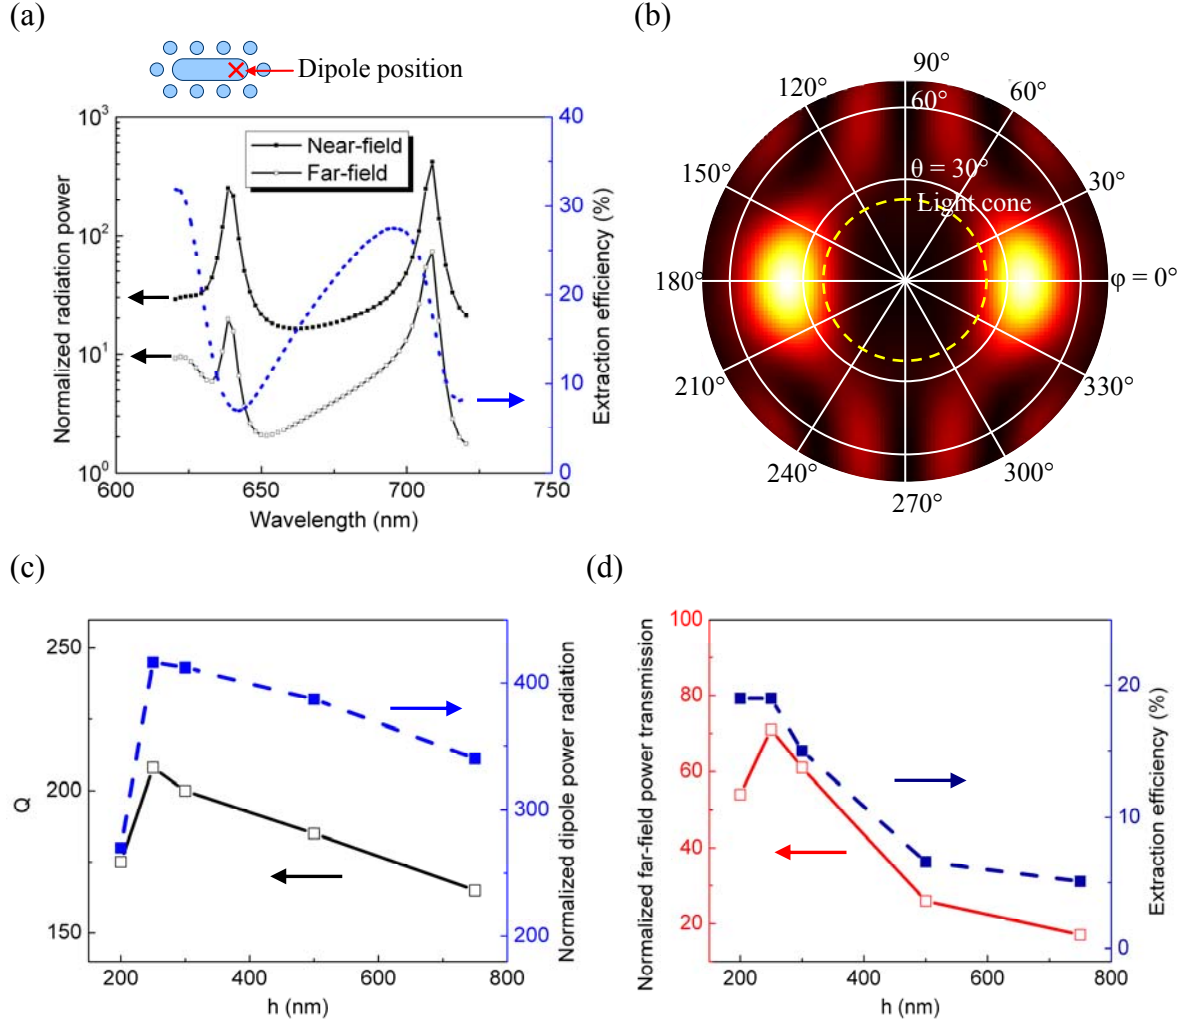 (a)
Dipole position
10³
10²
10¹
10⁰
Normalized radiation power
Near-field
Far-field
40
30
20
10
0
Extraction efficiency (%)
600
650
700
750
Wavelength (nm)
(b)
90°
120°
60°
60°
150°
θ = 30°
30°
Light cone
180°
φ = 0°
210°
330°
240°
300°
270°
(c)
250
200
150
Q
400
300
200
Normalized dipole power radiation
200
400
600
800
h (nm)
(d)
100
80
60
40
20
Normalized far-field power transmission
20
10
0
Extraction efficiency (%)
200
400
600
800
h (nm)